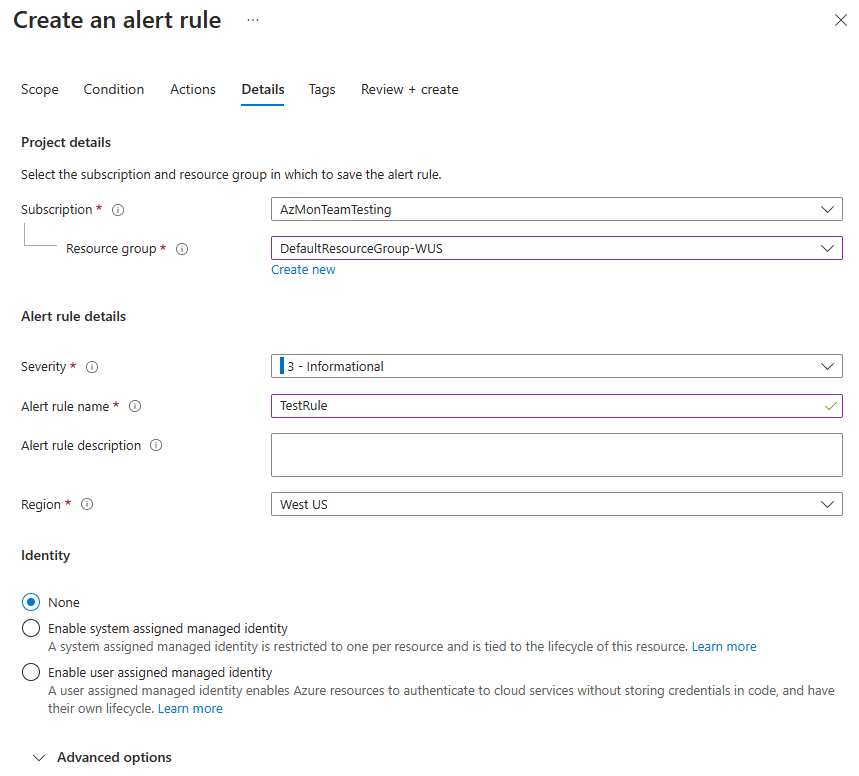 Create an alert rule ...
Scope Condition Actions Details Tags Review + create
Project details
Select the subscription and resource group in which to save the alert rule.
Subscription * AzMonTeamTesting
Resource group * DefaultResourceGroup-WUS
Create new
Alert rule details
Severity * 3 - Informational
Alert rule name * TestRule
Alert rule description
Region * West US
Identity
None
Enable system assigned managed identity
A system assigned managed identity is restricted to one per resource and is tied to the lifecycle of this resource. Learn more
Enable user assigned managed identity
A user assigned managed identity enables Azure resources to authenticate to cloud services without storing credentials in code, and have
their own lifecycle. Learn more
Advanced options